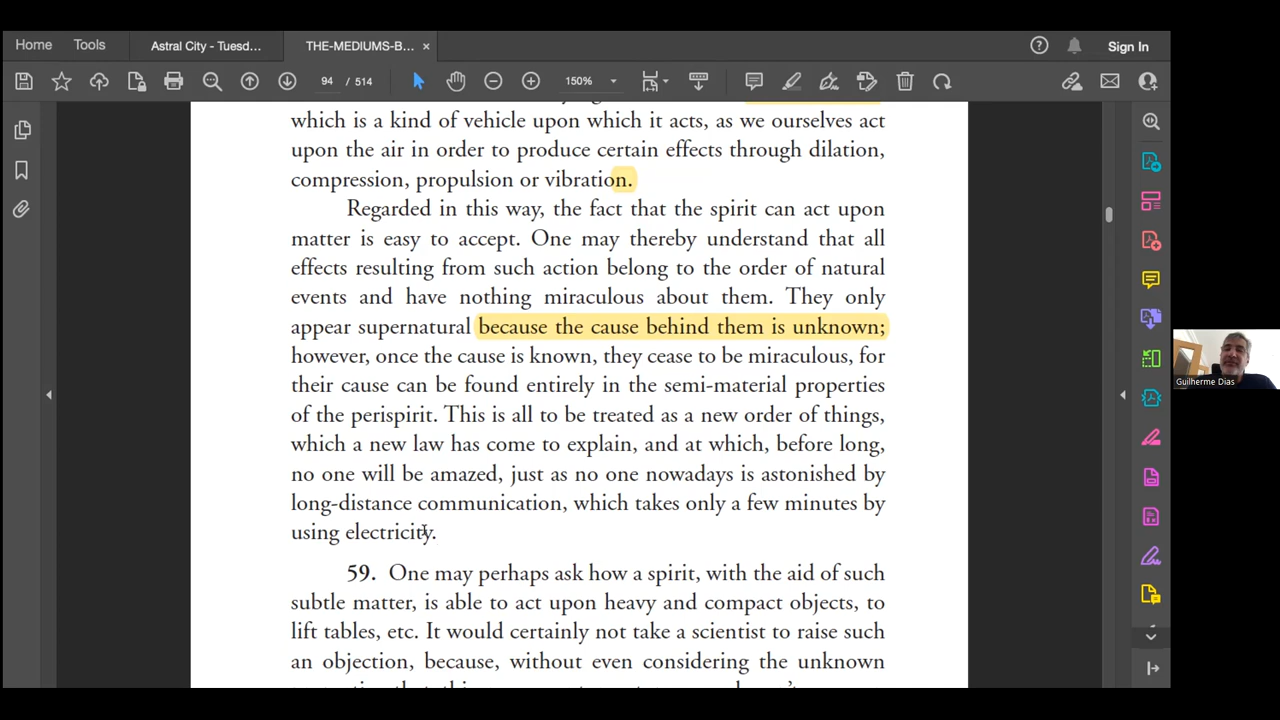 Home Tools Astral City - Tuesd... THE-MEDIUMS-B... × Sign In
94 / 514 150%
which is a kind of vehicle upon which it acts, as we ourselves act
upon the air in order to produce certain effects through dilation,
compression, propulsion or vibration.
Regarded in this way, the fact that the spirit can act upon
matter is easy to accept. One may thereby understand that all
effects resulting from such action belong to the order of natural
events and have nothing miraculous about them. They only
appear supernatural because the cause behind them is unknown;
however, once the cause is known, they cease to be miraculous, for
their cause can be found entirely in the semi-material properties
of the perispirit. This is all to be treated as a new order of things,
which a new law has come to explain, and at which, before long,
no one will be amazed, just as no one nowadays is astonished by
long-distance communication, which takes only a few minutes by
using electricity.
59. One may perhaps ask how a spirit, with the aid of such
subtle matter, is able to act upon heavy and compact objects, to
lift tables, etc. It would certainly not take a scientist to raise such
an objection, because, without even considering the unknown
Guilherme Dias